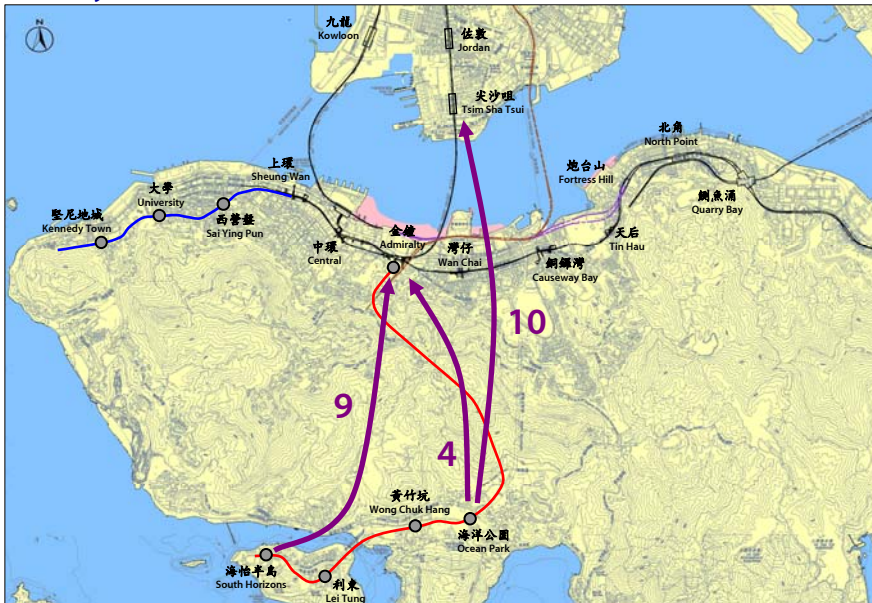 N
九龍
Kowloon
佐敦
Jordan
尖沙咀
Tsim Sha Tsui
北角
North Point
炮台山
Fortress Hill
鰂魚涌
Quarry Bay
上環
Sheung Wan
大學
University
西營盤
Sai Ying Pun
堅尼地城
Kennedy Town
中環
Central
金鐘
Admiralty
灣仔
Wan Chai
銅鑼灣
Causeway Bay
天后
Tin Hau
10
9
4
黃竹坑
Wong Chuk Hang
海洋公園
Ocean Park
海怡半島
South Horizons
利東
Lei Tung